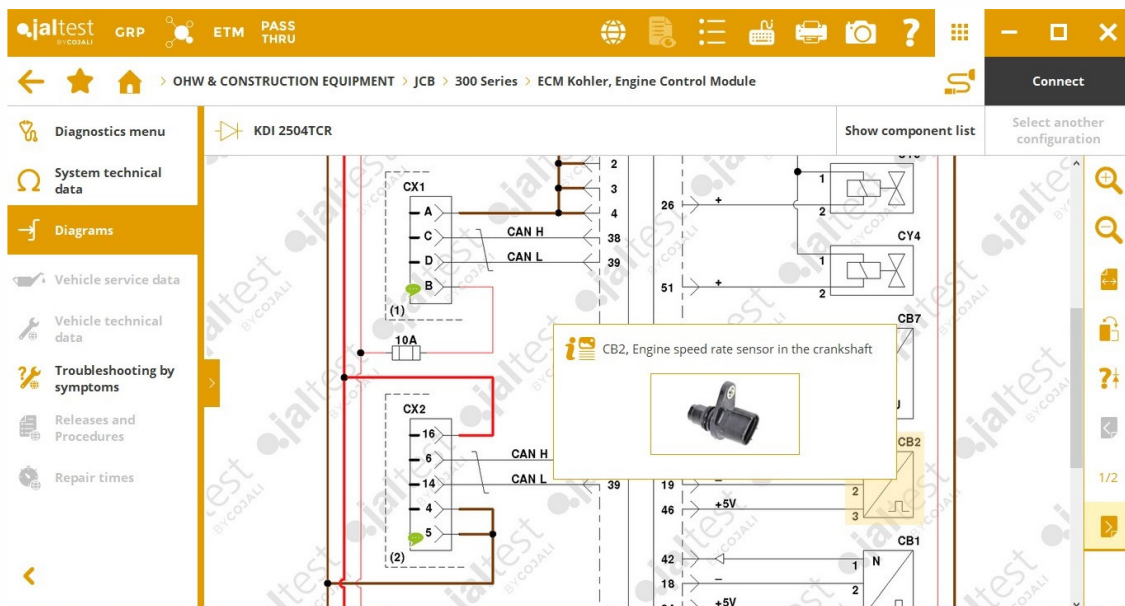 jaltest
BY COJALI
GRP
ETM
PASS
THRU
> OHW & CONSTRUCTION EQUIPMENT > JCB > 300 Series > ECM Kohler, Engine Control Module
Connect
Diagnostics menu
System technical
data
Diagrams
Vehicle service data
Vehicle technical
data
Troubleshooting by
symptoms
Releases and
Procedures
Repair times
KDI 2504TCR
Show component list
Select another
configuration
CX1
A
C
D
B
(1)
CAN H
CAN L
2
3
4
38
39
10A
CX2
16
6
14
4
5
(2)
CAN H
CAN L
39
26
+
1
2
CY4
51
+
1
2
CB7
CB2, Engine speed rate sensor in the crankshaft
CB2
19
–
2
46
+5V
3
CB1
42
1
N
18
–
2
+5V
1/2
jaltest
BYCOJALI